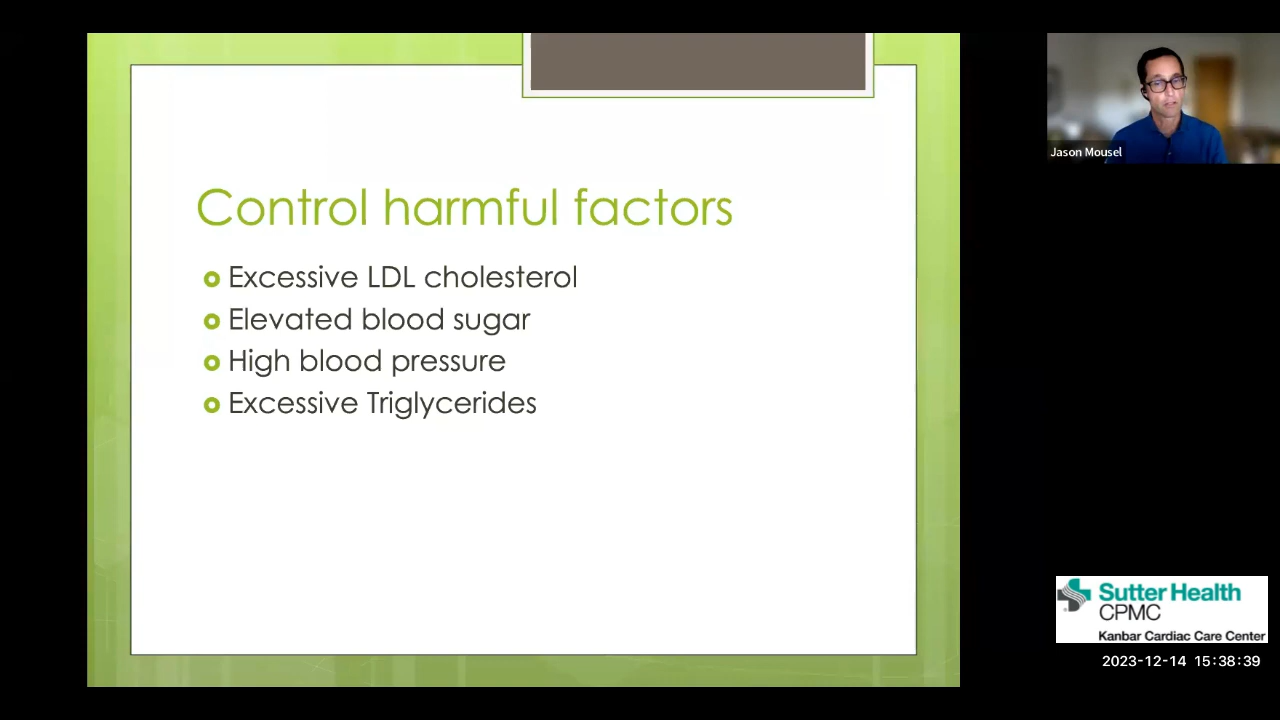 Control harmful factors
Excessive LDL cholesterol
Elevated blood sugar
High blood pressure
Excessive Triglycerides
Jason Mousel
Sutter Health
CPMC
Kanbar Cardiac Care Center
2023-12-14 15:38:39